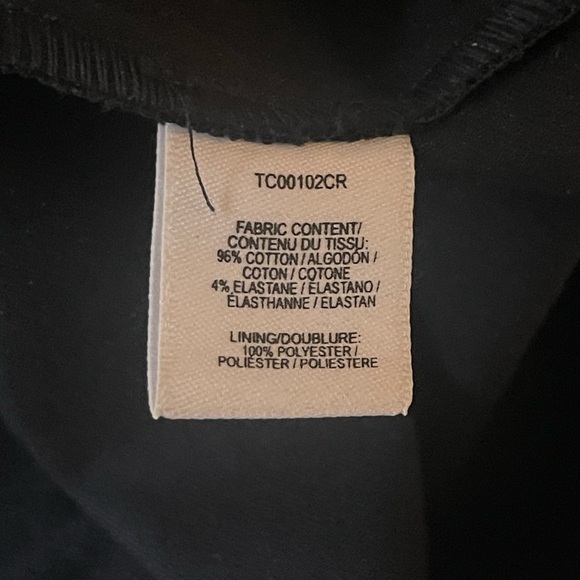 TC00102CR
FABRIC CONTENT/
CONTENU DU TISSU:
96% COTTON / ALGODÓN /
COTON / COTONE
4% ELASTANE / ELASTANO /
ÉLASTHANNE / ELASTAN
LINING/DOUBLURE:
100% POLYESTER /
POLIÉSTER / POLIESTERE